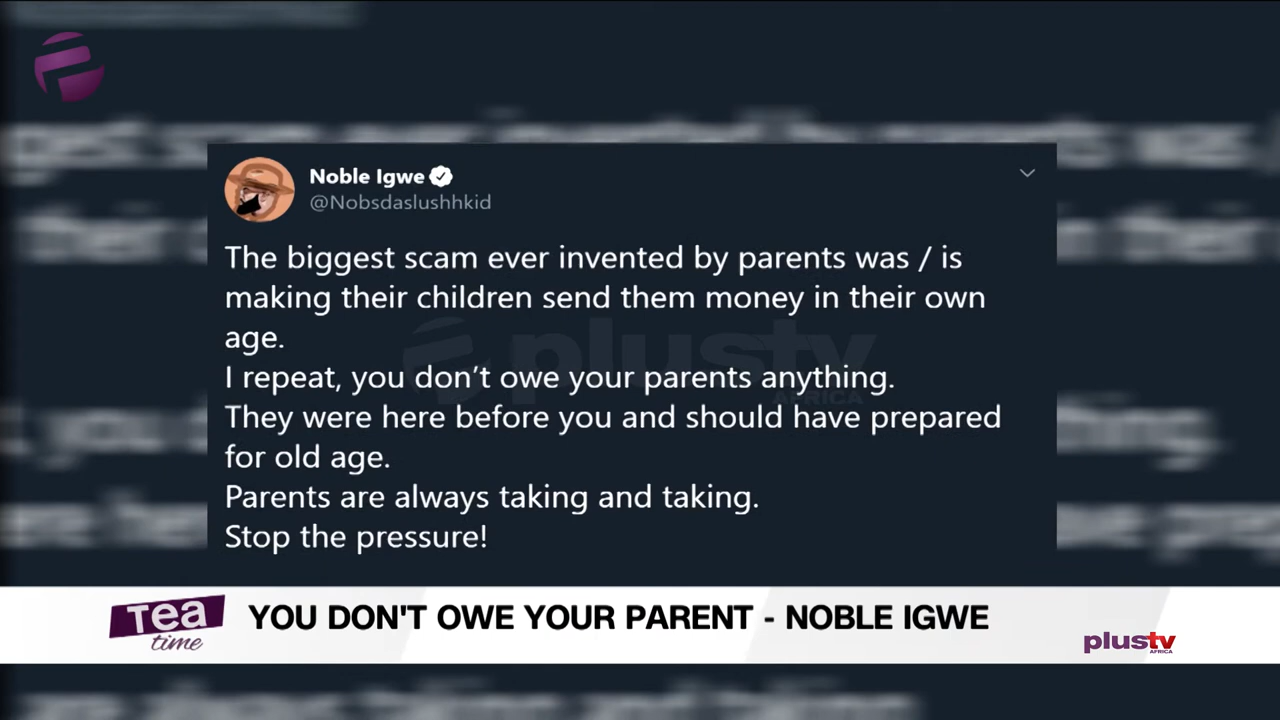 Noble Igwe
@Nobsdaslushhkid
The biggest scam ever invented by parents was / is
making their children send them money in their own
age.
I repeat, you don't owe your parents anything.
They were here before you and should have prepared
for old age.
Parents are always taking and taking.
Stop the pressure!
plustv
AFRICA
Tea
time
YOU DON'T OWE YOUR PARENT - NOBLE IGWE
plustv
AFRICA